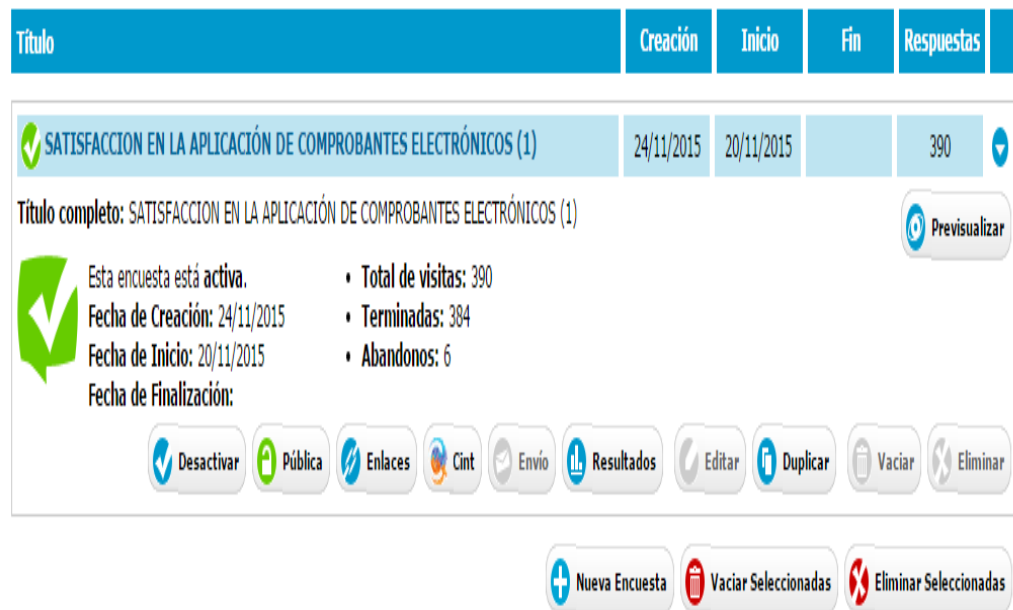 Título Creación Inicio Fin Respuestas
SATISFACCION EN LA APLICACIÓN DE COMPROBANTES ELECTRÓNICOS (1) 24/11/2015 20/11/2015 390
Título completo: SATISFACCION EN LA APLICACIÓN DE COMPROBANTES ELECTRÓNICOS (1)
Previsualizar
Esta encuesta está activa. • Total de visitas: 390
Fecha de Creación: 24/11/2015 • Terminadas: 384
Fecha de Inicio: 20/11/2015 • Abandonos: 6
Fecha de Finalización:
Desactivar Pública Enlaces Cint Envío Resultados Editar Duplicar Vaciar Eliminar
Nueva Encuesta Vaciar Seleccionadas Eliminar Seleccionadas